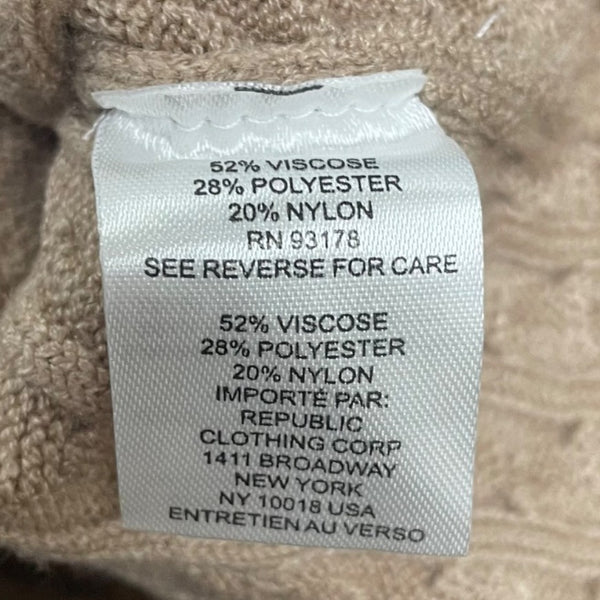 52% VISCOSE
28% POLYESTER
20% NYLON
RN 93178
SEE REVERSE FOR CARE
52% VISCOSE
28% POLYESTER
20% NYLON
IMPORTÉ PAR:
REPUBLIC
CLOTHING CORP
1411 BROADWAY
NEW YORK
NY 10018 USA
ENTRETIEN AU VERSO